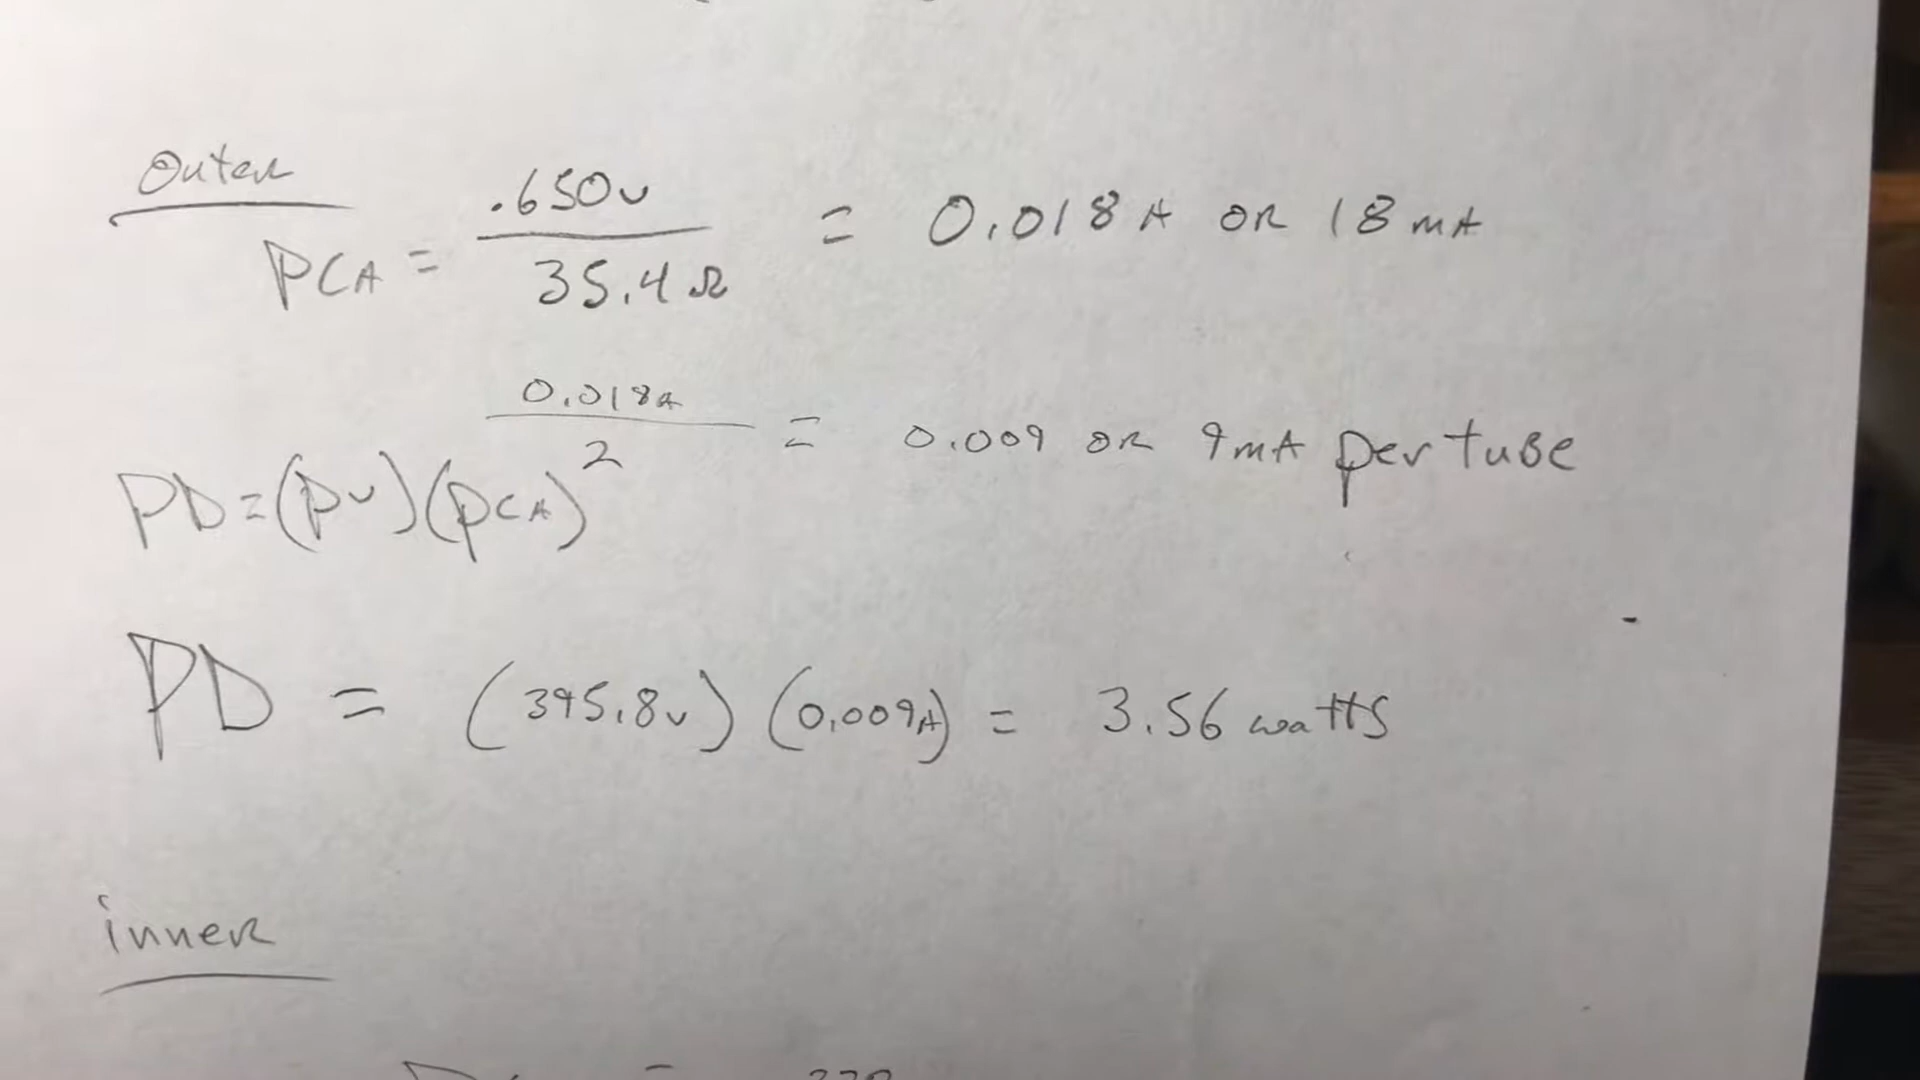 Outer
PCA = .650v / 35.4Ω = 0.018A OR 18mA
0.018A / 2 = 0.009 OR 9mA per tube
PD = (pv)(pCA)
PD = (395.8v)(0.009A) = 3.56 watts
inner